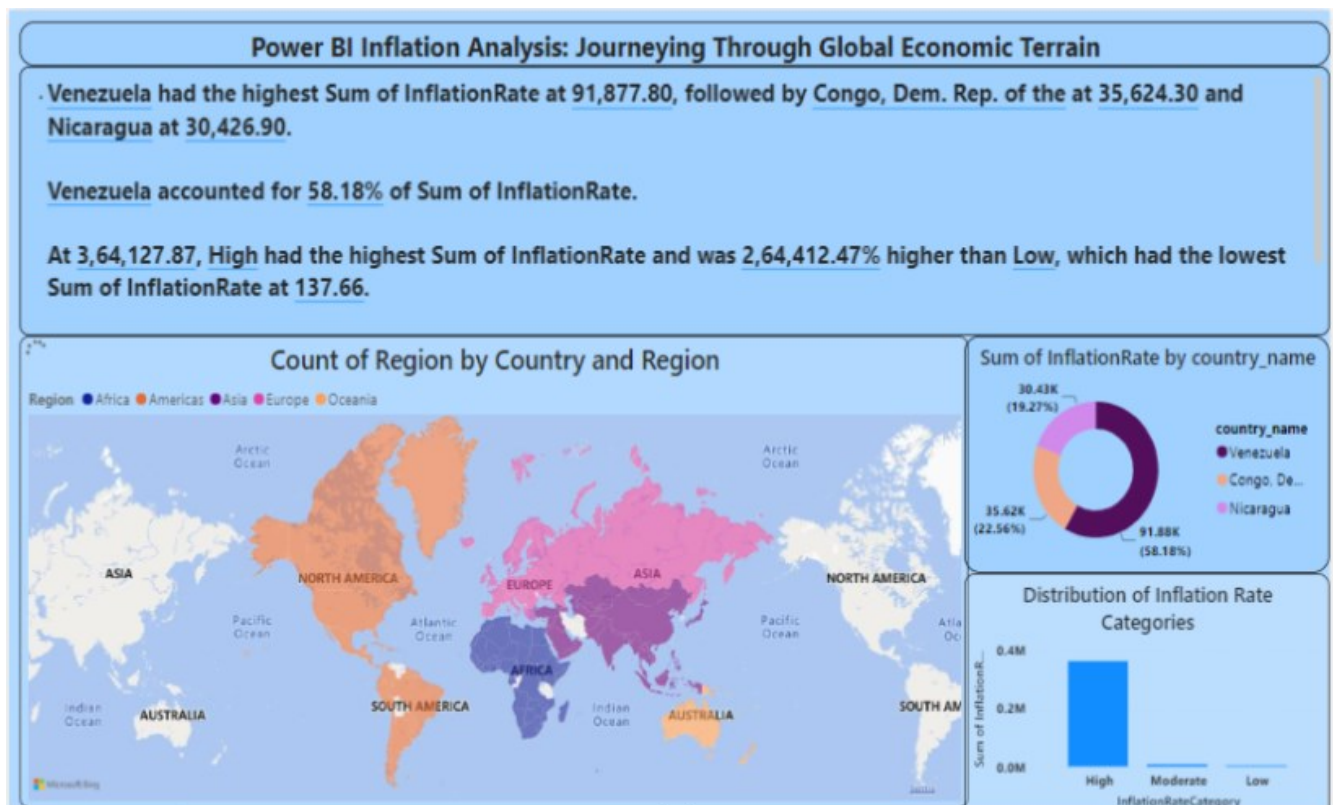 Power BI Inflation Analysis: Journeying Through Global Economic Terrain
Venezuela had the highest Sum of InflationRate at 91,877.80, followed by Congo, Dem. Rep. of the at 35,624.30 and
Nicaragua at 30,426.90.
Venezuela accounted for 58.18% of Sum of InflationRate.
At 3,64,127.87, High had the highest Sum of InflationRate and was 2,64,412.47% higher than Low, which had the lowest
Sum of InflationRate at 137.66.
Count of Region by Country and Region
Region Africa Americas Asia Europe Oceania
Arctic
Ocean
Arctic
Ocean
ASIA
NORTH AMERICA
EUROPE
ASIA
NORTH AMERICA
Pacific
Ocean
Atlantic
Ocean
Pacific
Ocean
AFRICA
Indian
Ocean
AUSTRALIA
SOUTH AMERICA
Indian
Ocean
AUSTRALIA
SOUTH AM
Microsoft Bing
Sum of InflationRate by country_name
30.43K
(19.27%)
35.62K
(22.56%)
91.88K
(58.18%)
country_name
Venezuela
Congo, De...
Nicaragua
Distribution of Inflation Rate
Categories
Sum of InflationR...
0.4M
0.2M
0.0M
High Moderate Low
InflationRateCategory